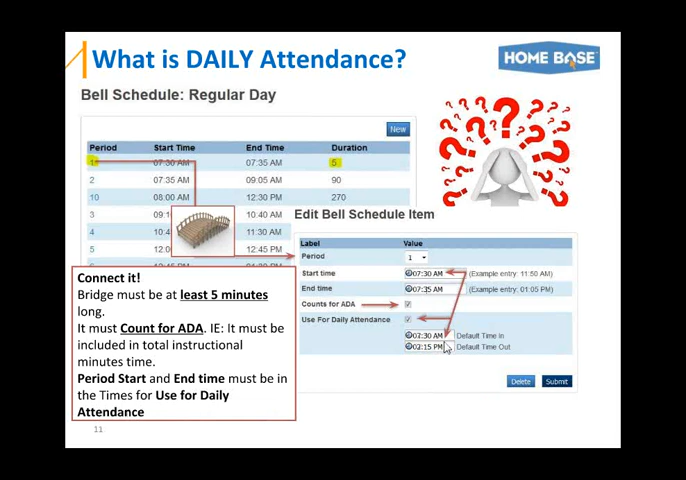 What is DAILY Attendance?
HOME BASE
Bell Schedule: Regular Day
New
Period Start Time End Time Duration
1 07:30 AM 07:35 AM 5
2 07:35 AM 09:05 AM 90
10 08:00 AM 12:30 PM 270
3 09:1 10:40 AM
4 10:4 11:30 AM
5 12:0 12:45 PM
Edit Bell Schedule Item
Label Value
Period 1
Start time 07:30 AM (Example entry: 11:50 AM)
End time 07:35 AM (Example entry: 01:05 PM)
Counts for ADA
Use For Daily Attendance
07:30 AM Default Time In
02:15 PM Default Time Out
Delete Submit
Connect it!
Bridge must be at least 5 minutes
long.
It must Count for ADA. IE: It must be
included in total instructional
minutes time.
Period Start and End time must be in
the Times for Use for Daily
Attendance
11